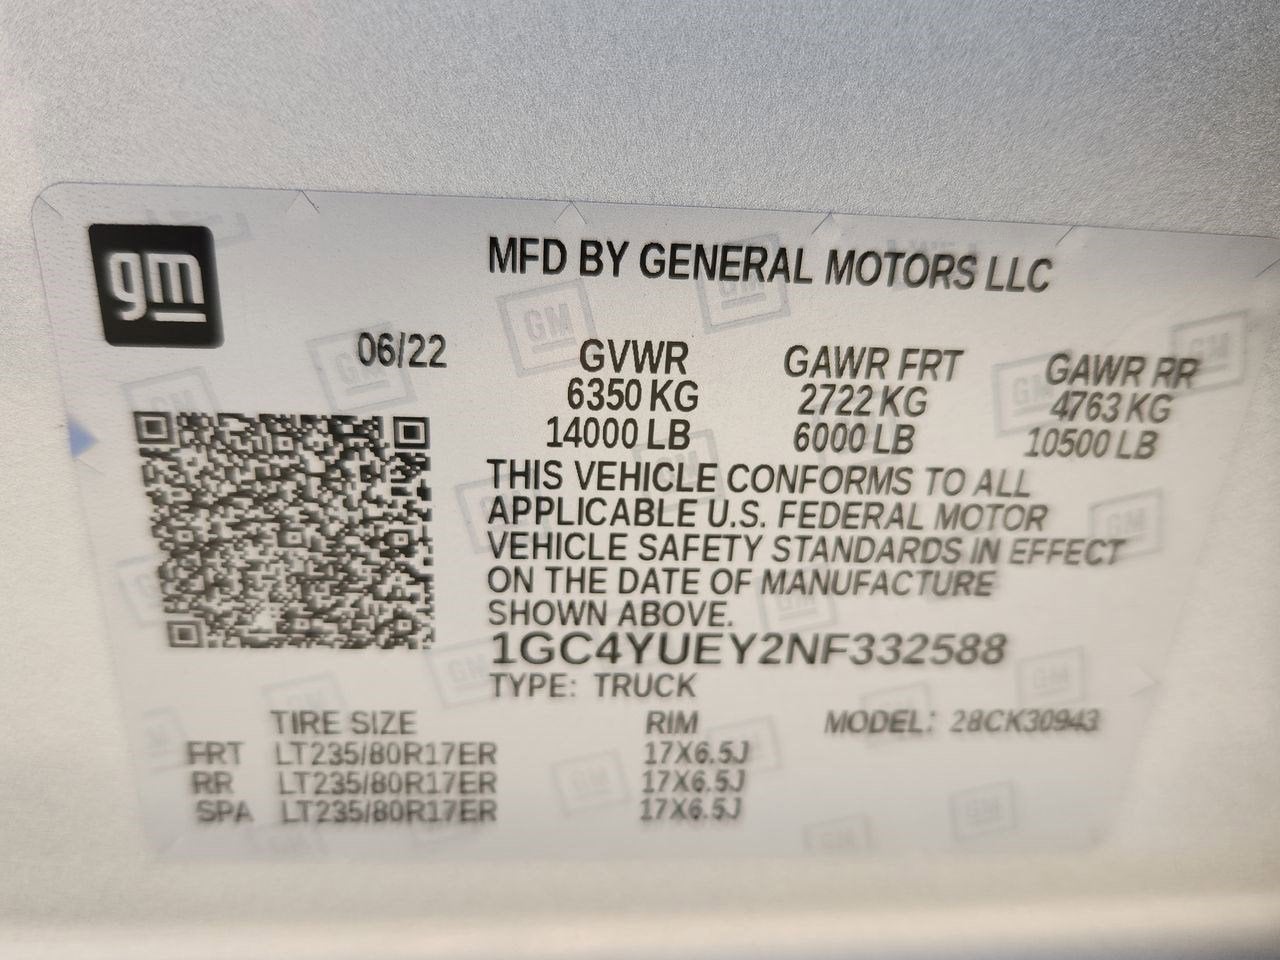 gm
MFD BY GENERAL MOTORS LLC
06/22
GVWR GAWR FRT GAWR RR
6350 KG 2722 KG 4763 KG
14000 LB 6000 LB 10500 LB
THIS VEHICLE CONFORMS TO ALL
APPLICABLE U.S. FEDERAL MOTOR
VEHICLE SAFETY STANDARDS IN EFFECT
ON THE DATE OF MANUFACTURE
SHOWN ABOVE.
1GC4YUEY2NF332588
TYPE: TRUCK
TIRE SIZE RIM MODEL: 28CK30943
FRT LT235/80R17ER 17X6.5J
RR LT235/80R17ER 17X6.5J
SPA LT235/80R17ER 17X6.5J